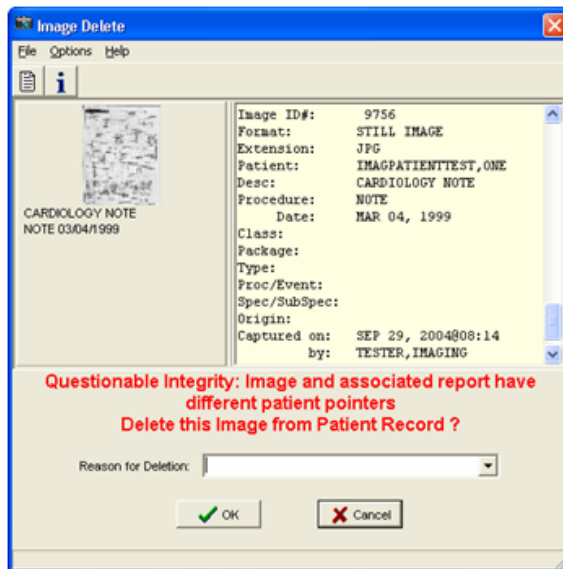 Image Delete
File Options Help
CARDIOLOGY NOTE
NOTE 03/04/1999
Image ID#: 9756
Format: STILL IMAGE
Extension: JPG
Patient: IMAGPATIENTTEST,ONE
Desc: CARDIOLOGY NOTE
Procedure: NOTE
Date: MAR 04, 1999
Class:
Package:
Type:
Proc/Event:
Spec/SubSpec:
Origin:
Captured on: SEP 29, 2004@08:14
by: TESTER,IMAGING
Questionable Integrity: Image and associated report have
different patient pointers
Delete this Image from Patient Record ?
Reason for Deletion:
OK Cancel